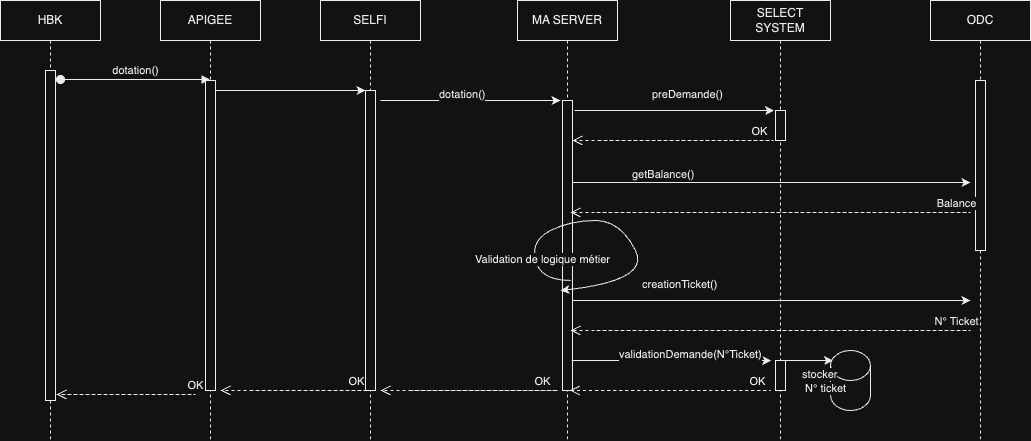 HBK
APIGEE
SELFI
MA SERVER
SELECT
SYSTEM
ODC
dotation()
dotation()
preDemande()
OK
getBalance()
Balance
Validation de logique métier
creationTicket()
N° Ticket
validationDemande(N°Ticket)
stocker
N° ticket
OK
OK
OK
OK